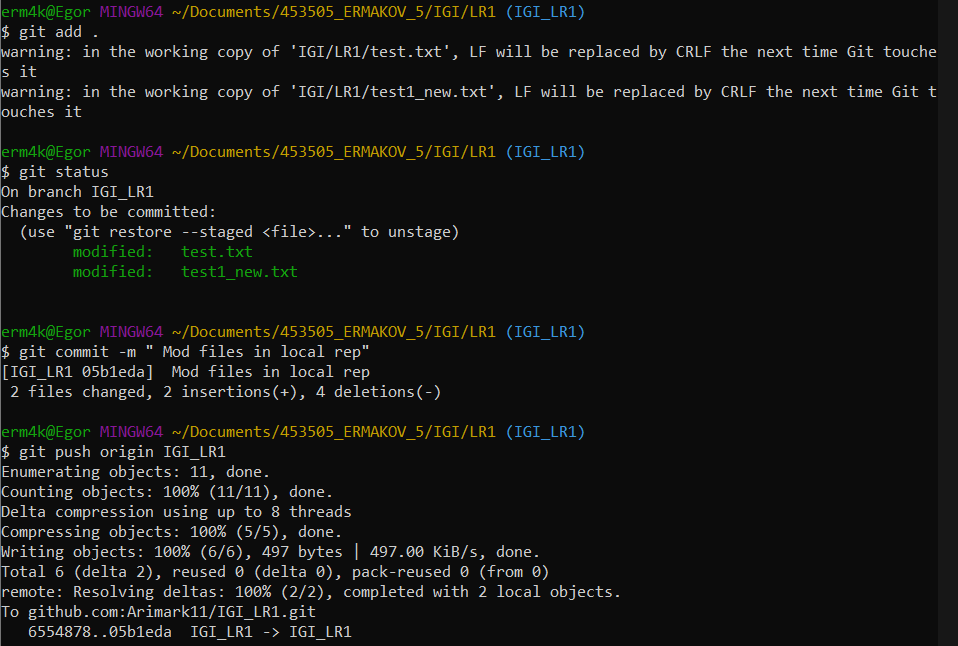 erm4k@Egor MINGW64 ~/Documents/453505_ERMAKOV_5/IGI/LR1 (IGI_LR1)
$ git add .
warning: in the working copy of 'IGI/LR1/test.txt', LF will be replaced by CRLF the next time Git touche
s it
warning: in the working copy of 'IGI/LR1/test1_new.txt', LF will be replaced by CRLF the next time Git t
ouches it
erm4k@Egor MINGW64 ~/Documents/453505_ERMAKOV_5/IGI/LR1 (IGI_LR1)
$ git status
On branch IGI_LR1
Changes to be committed:
  (use "git restore --staged <file>..." to unstage)
        modified:   test.txt
        modified:   test1_new.txt
erm4k@Egor MINGW64 ~/Documents/453505_ERMAKOV_5/IGI/LR1 (IGI_LR1)
$ git commit -m " Mod files in local rep"
[IGI_LR1 05b1eda]  Mod files in local rep
 2 files changed, 2 insertions(+), 4 deletions(-)
erm4k@Egor MINGW64 ~/Documents/453505_ERMAKOV_5/IGI/LR1 (IGI_LR1)
$ git push origin IGI_LR1
Enumerating objects: 11, done.
Counting objects: 100% (11/11), done.
Delta compression using up to 8 threads
Compressing objects: 100% (5/5), done.
Writing objects: 100% (6/6), 497 bytes | 497.00 KiB/s, done.
Total 6 (delta 2), reused 0 (delta 0), pack-reused 0 (from 0)
remote: Resolving deltas: 100% (2/2), completed with 2 local objects.
To github.com:Arimark11/IGI_LR1.git
   6554878..05b1eda  IGI_LR1 -> IGI_LR1